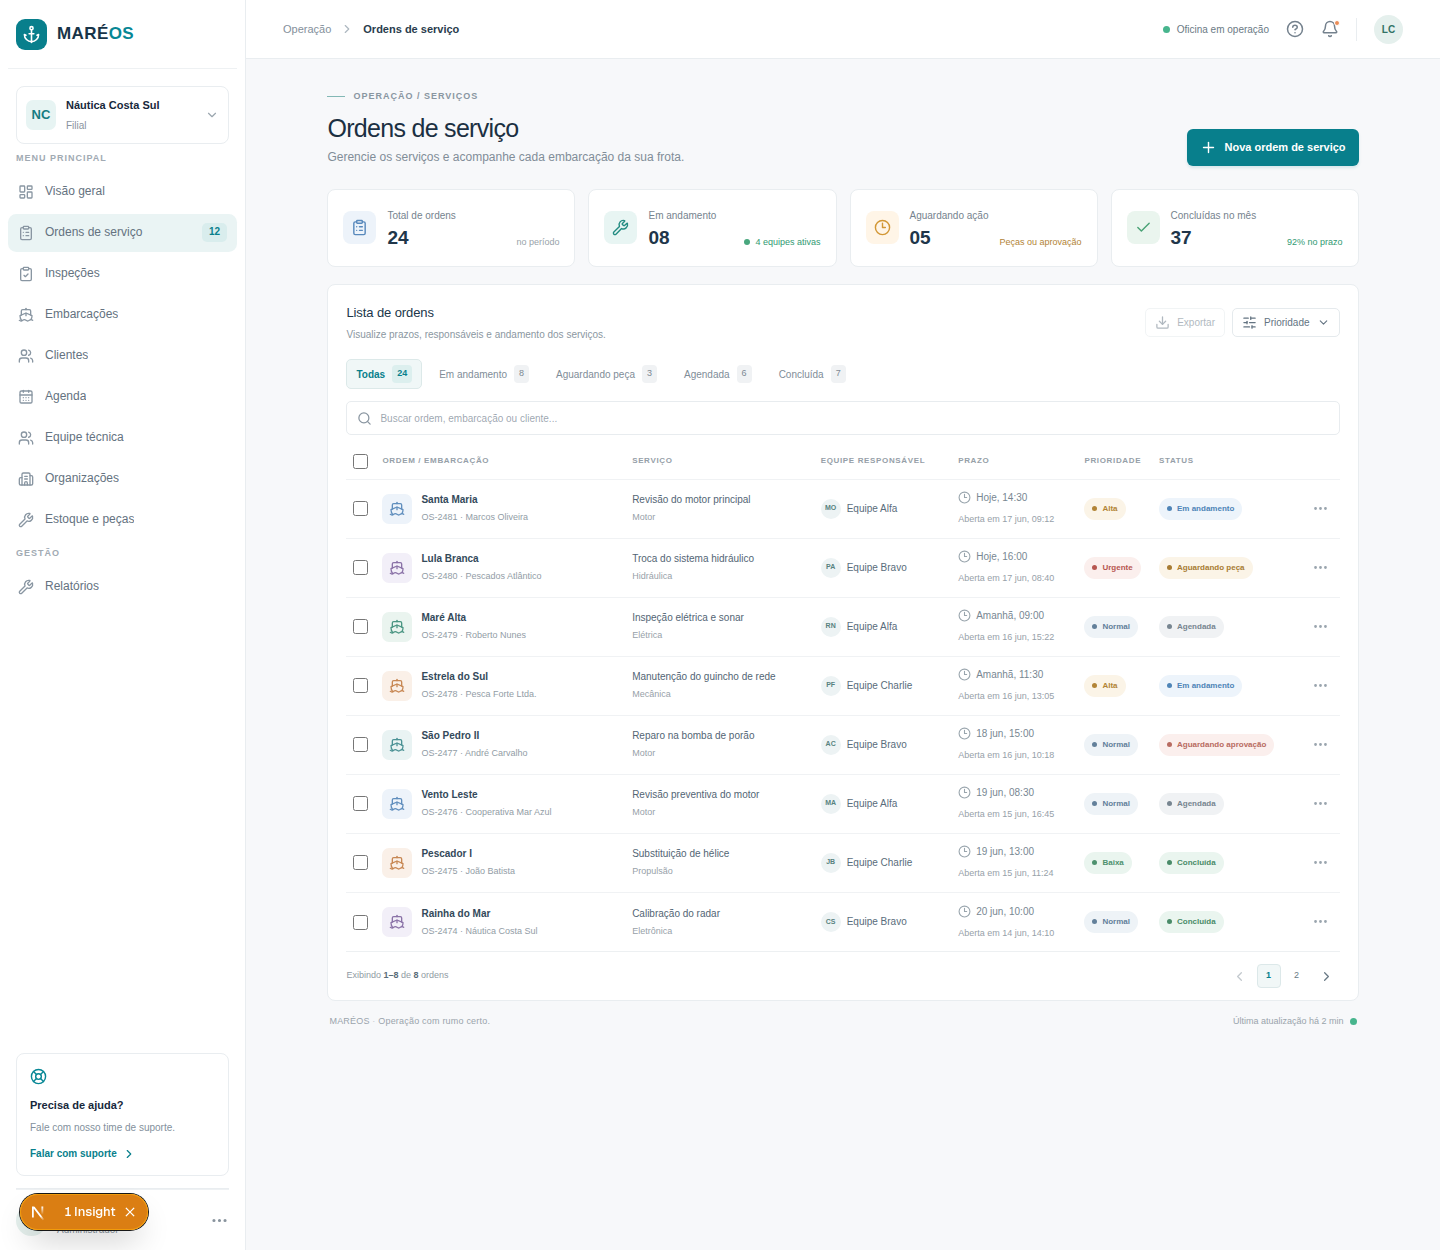 MARÉOS
NC
Náutica Costa Sul
Filial
MENU PRINCIPAL
Visão geral
Ordens de serviço 12
Inspeções
Embarcações
Clientes
Agenda
Equipe técnica
Organizações
Estoque e peças
GESTÃO
Relatórios
Precisa de ajuda?
Fale com nosso time de suporte.
Falar com suporte
1 Insight
Operação Ordens de serviço
Oficina em operação
LC
OPERAÇÃO / SERVIÇOS
Ordens de serviço
Gerencie os serviços e acompanhe cada embarcação da sua frota.
Nova ordem de serviço
Total de ordens
24 no período
Em andamento
08 4 equipes ativas
Aguardando ação
05 Peças ou aprovação
Concluídas no mês
37 92% no prazo
Lista de ordens
Visualize prazos, responsáveis e andamento dos serviços.
Exportar Prioridade
Todas 24 Em andamento 8 Aguardando peça 3 Agendada 6 Concluída 7
Buscar ordem, embarcação ou cliente...
ORDEM / EMBARCAÇÃO SERVIÇO EQUIPE RESPONSÁVEL PRAZO PRIORIDADE STATUS
Santa Maria Revisão do motor principal MO Equipe Alfa Hoje, 14:30 Alta Em andamento
OS-2481 · Marcos Oliveira Motor Aberta em 17 jun, 09:12
Lula Branca Troca do sistema hidráulico PA Equipe Bravo Hoje, 16:00 Urgente Aguardando peça
OS-2480 · Pescados Atlântico Hidráulica Aberta em 17 jun, 08:40
Maré Alta Inspeção elétrica e sonar RN Equipe Alfa Amanhã, 09:00 Normal Agendada
OS-2479 · Roberto Nunes Elétrica Aberta em 16 jun, 15:22
Estrela do Sul Manutenção do guincho de rede PF Equipe Charlie Amanhã, 11:30 Alta Em andamento
OS-2478 · Pesca Forte Ltda. Mecânica Aberta em 16 jun, 13:05
São Pedro II Reparo na bomba de porão AC Equipe Bravo 18 jun, 15:00 Normal Aguardando aprovação
OS-2477 · André Carvalho Motor Aberta em 16 jun, 10:18
Vento Leste Revisão preventiva do motor MA Equipe Alfa 19 jun, 08:30 Normal Agendada
OS-2476 · Cooperativa Mar Azul Motor Aberta em 15 jun, 16:45
Pescador I Substituição de hélice JB Equipe Charlie 19 jun, 13:00 Baixa Concluída
OS-2475 · João Batista Propulsão Aberta em 15 jun, 11:24
Rainha do Mar Calibração do radar CS Equipe Bravo 20 jun, 10:00 Normal Concluída
OS-2474 · Náutica Costa Sul Eletrônica Aberta em 14 jun, 14:10
Exibindo 1–8 de 8 ordens
1 2
MARÉOS · Operação com rumo certo.
Última atualização há 2 min